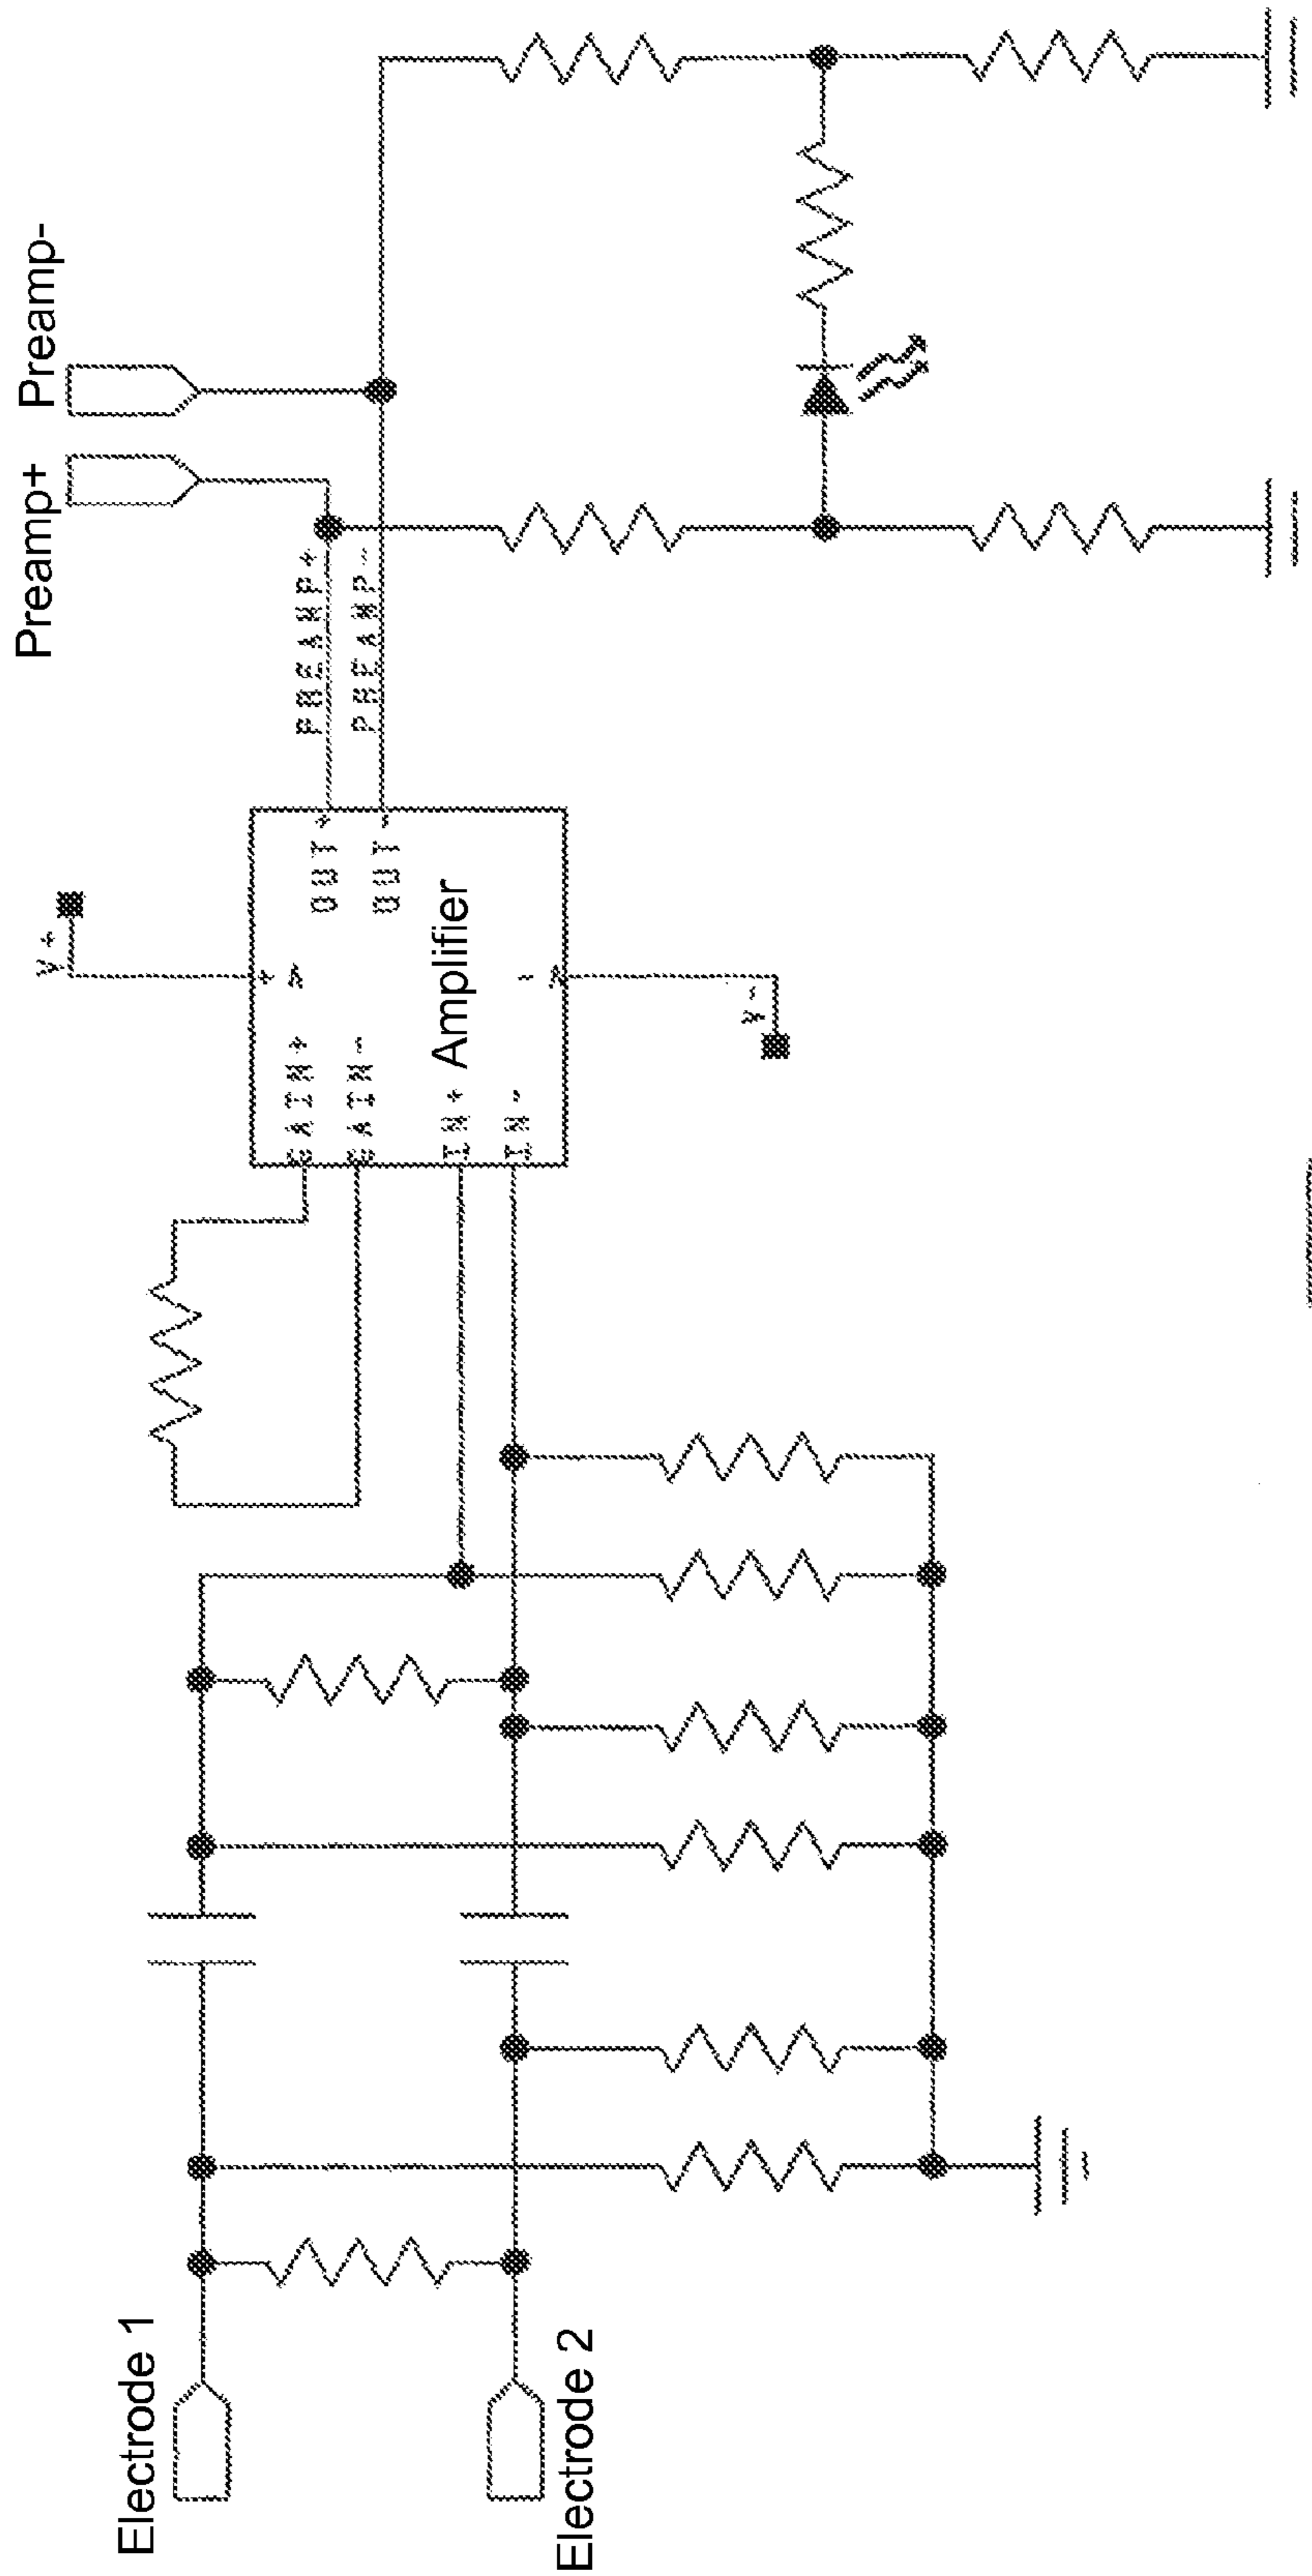 Electrode 1
Electrode 2
GAIN+
GAIN-
IN+
IN-
Amplifier
V+
V-
+V
-V
OUT+
OUT-
PREAMP+
PREAMP-
Preamp+
Preamp-